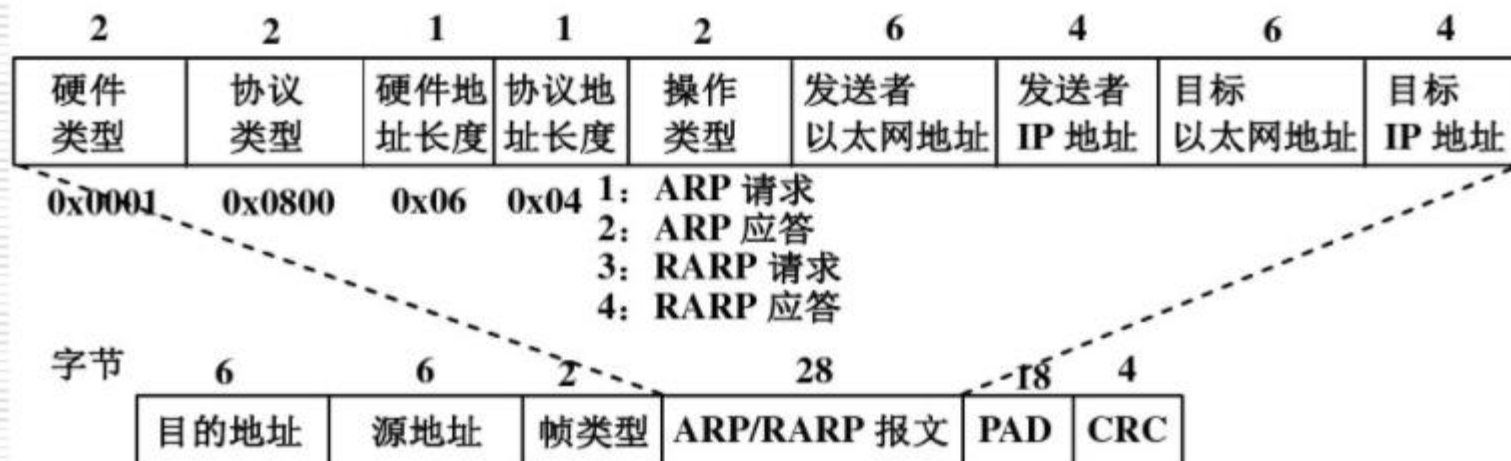 2 2 1 1 2 6 4 6 4
硬件类型 协议类型 硬件地址长度 协议地址长度 操作类型 发送者以太网地址 发送者IP 地址 目标以太网地址 目标IP 地址
0x0001 0x0800 0x06 0x04
1: ARP 请求
2: ARP 应答
3: RARP 请求
4: RARP 应答
字节 6 6 2 28 18 4
目的地址 源地址 帧类型 ARP/RARP 报文 PAD CRC